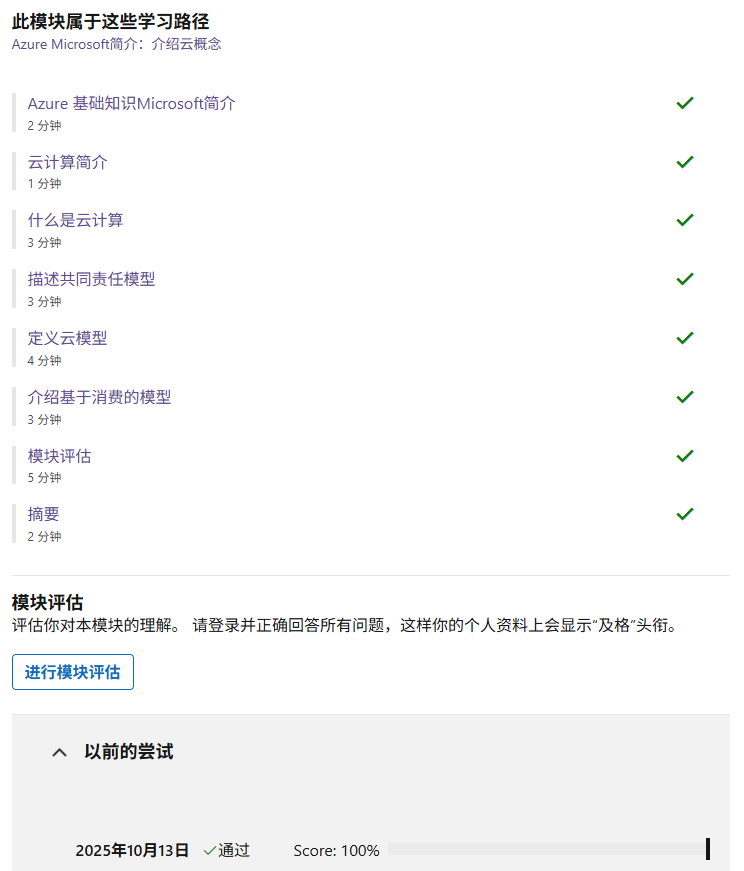 此模块属于这些学习路径
Azure Microsoft简介：介绍云概念
Azure 基础知识Microsoft简介
2 分钟
云计算简介
1 分钟
什么是云计算
3 分钟
描述共同责任模型
3 分钟
定义云模型
4 分钟
介绍基于消费的模型
3 分钟
模块评估
5 分钟
摘要
2 分钟
模块评估
评估你对本模块的理解。 请登录并正确回答所有问题，这样你的个人资料上会显示“及格”头衔。
进行模块评估
以前的尝试
2025年10月13日 通过 Score: 100%